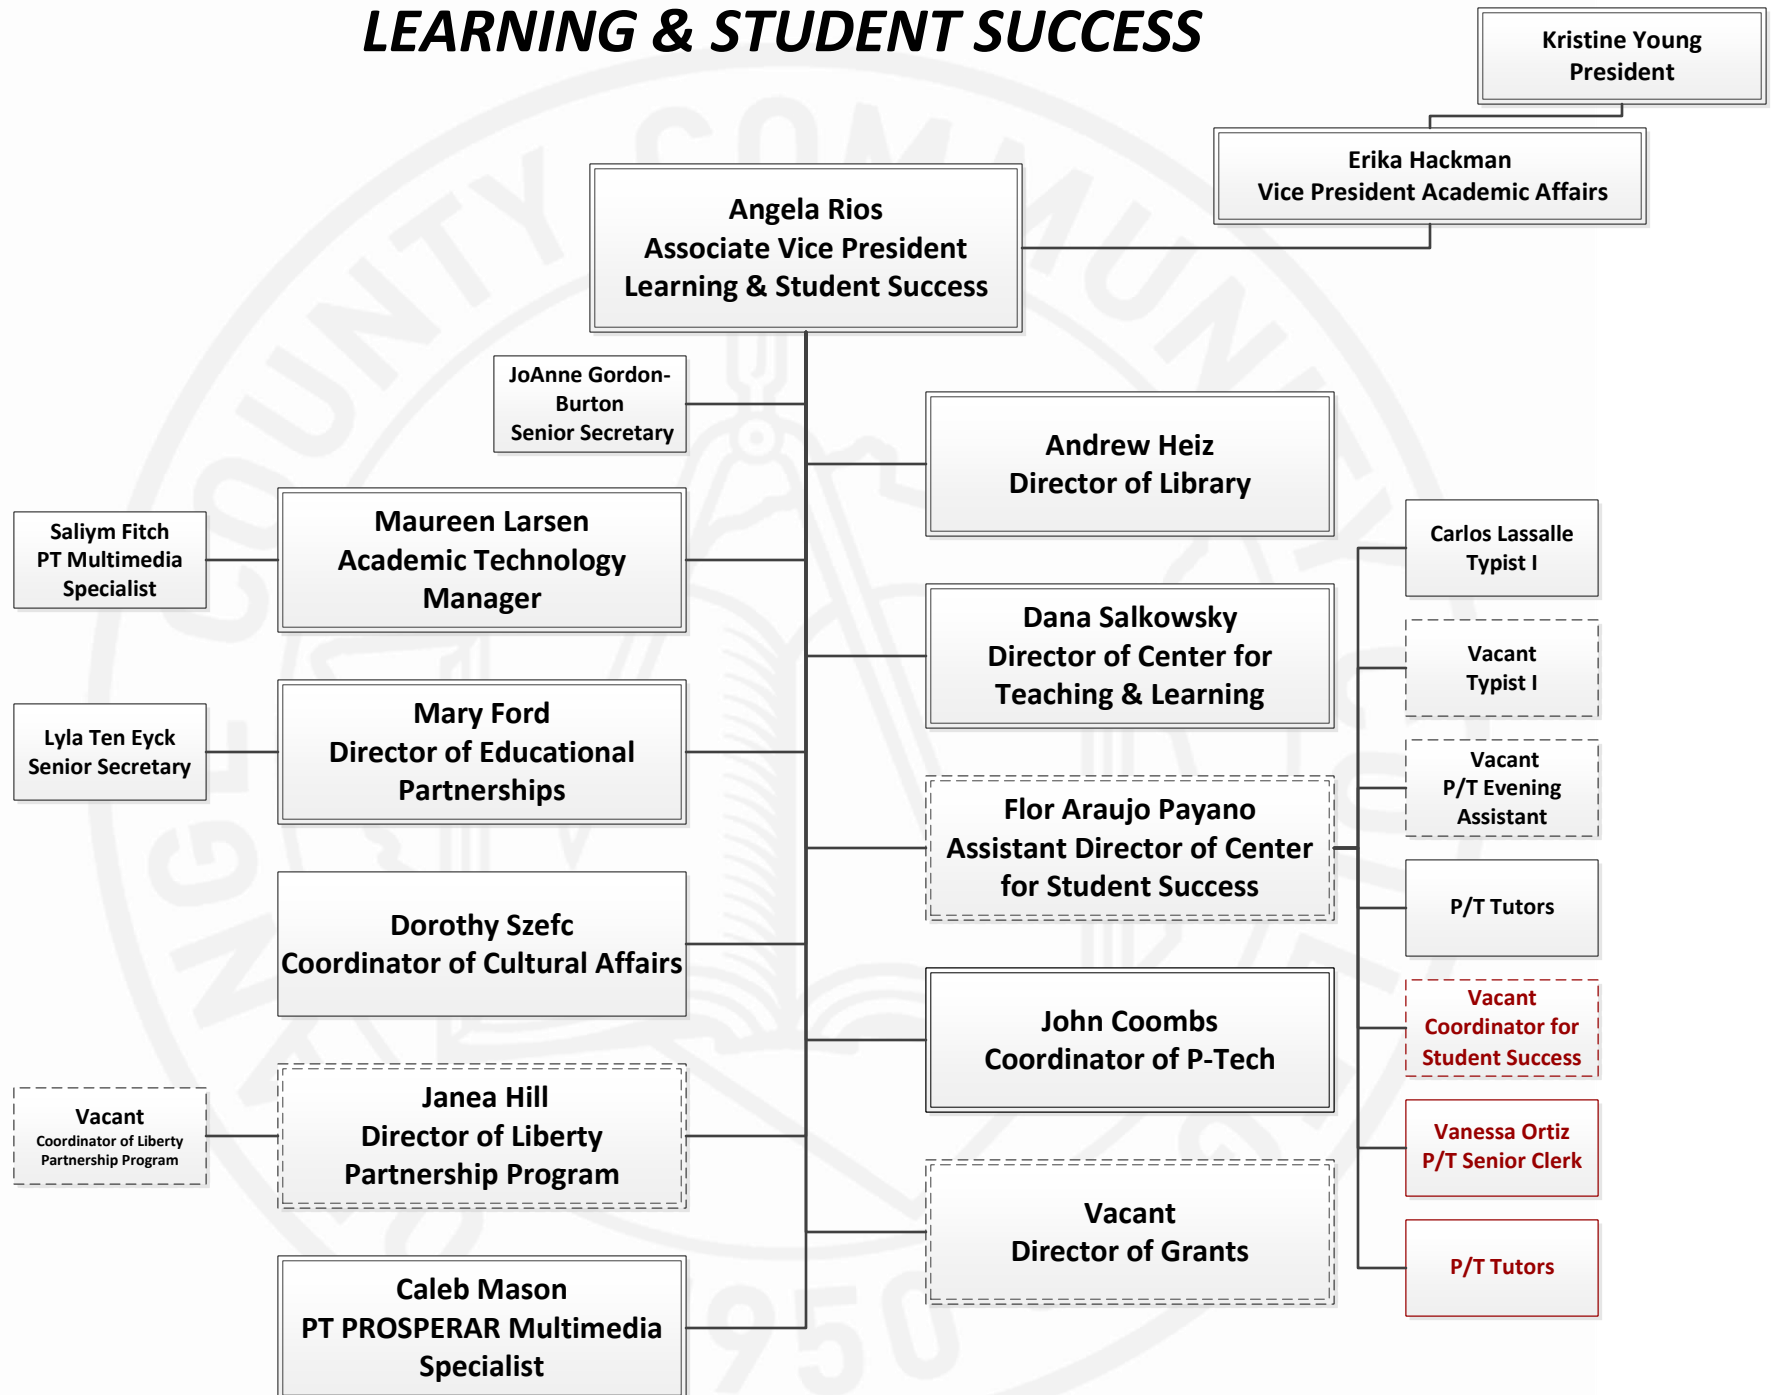 LEARNING & STUDENT SUCCESS
Kristine Young
President
Erika Hackman
Vice President Academic Affairs
Angela Rios
Associate Vice President
Learning & Student Success
JoAnne Gordon-
Burton
Senior Secretary
Andrew Heiz
Director of Library
Saliym Fitch
PT Multimedia
Specialist
Maureen Larsen
Academic Technology
Manager
Carlos Lassalle
Typist I
Dana Salkowsky
Director of Center for
Teaching & Learning
Vacant
Typist I
Lyla Ten Eyck
Senior Secretary
Mary Ford
Director of Educational
Partnerships
Vacant
P/T Evening
Assistant
Flor Araujo Payano
Assistant Director of Center
for Student Success
P/T Tutors
Dorothy Szefc
Coordinator of Cultural Affairs
Vacant
Coordinator for
Student Success
John Coombs
Coordinator of P-Tech
Vacant
Coordinator of Liberty
Partnership Program
Janea Hill
Director of Liberty
Partnership Program
Vanessa Ortiz
P/T Senior Clerk
Vacant
Director of Grants
P/T Tutors
Caleb Mason
PT PROSPERAR Multimedia
Specialist
COUNTY COMMUNITY
1950